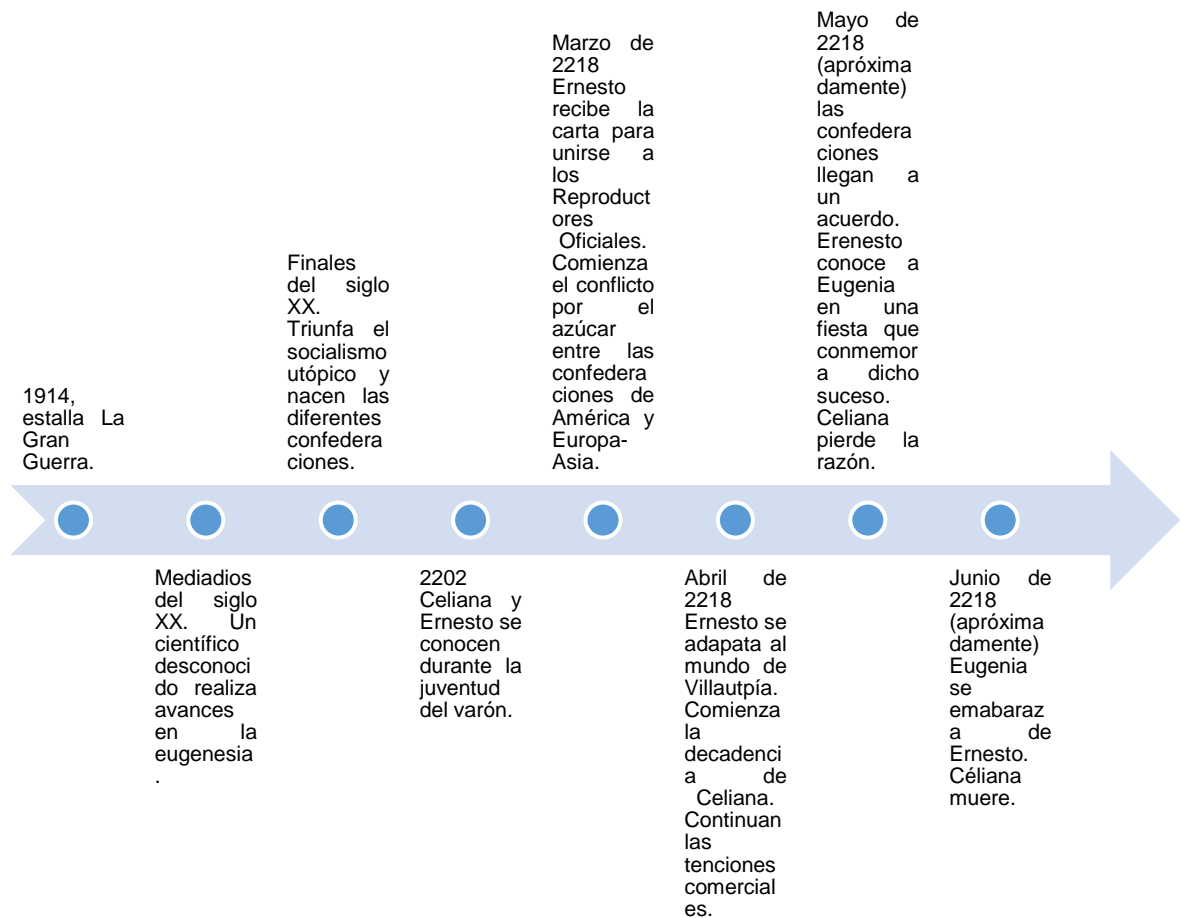 1914,
estalla La
Gran
Guerra.
Mediadios
del siglo
XX. Un
científico
desconoci
do realiza
avances
en la
eugenesia
.
Finales
del siglo
XX.
Triunfa el
socialismo
utópico y
nacen las
diferentes
confedera
ciones.
2202
Celiana y
Ernesto se
conocen
durante la
juventud
del varón.
Marzo de
2218
Ernesto
recibe la
carta para
unirse a
los
Reproduct
ores
Oficiales.
Comienza
el conflicto
por el
azúcar
entre las
confedera
ciones de
América y
Europa-
Asia.
Abril de
2218
Ernesto se
adapata al
mundo de
Villautpía.
Comienza
la
decadenci
a de
Celiana.
Continuan
las
tenciones
comercial
es.
Mayo de
2218
(apróxima
damente)
las
confedera
ciones
llegan a
un
acuerdo.
Erenesto
conoce a
Eugenia
en una
fiesta que
conmemor
a dicho
suceso.
Celiana
pierde la
razón.
Junio de
2218
(apróxima
damente)
Eugenia
se
emabaraz
a de
Ernesto.
Céliana
muere.